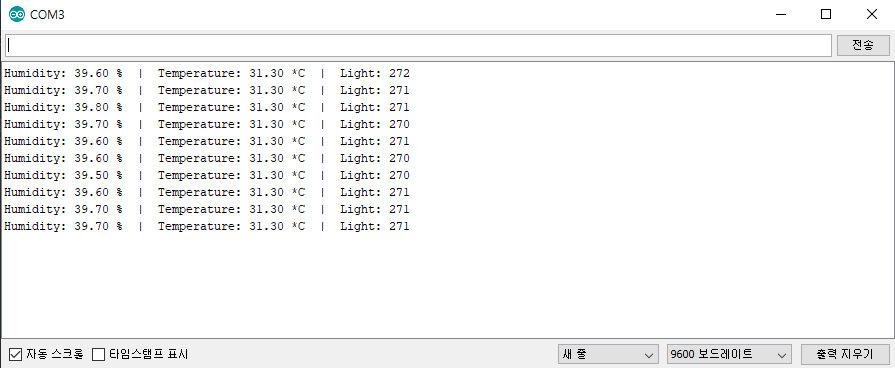 COM3
전송
Humidity: 39.60 %  |  Temperature: 31.30 *C  |  Light: 272
Humidity: 39.70 %  |  Temperature: 31.30 *C  |  Light: 271
Humidity: 39.80 %  |  Temperature: 31.30 *C  |  Light: 271
Humidity: 39.70 %  |  Temperature: 31.30 *C  |  Light: 270
Humidity: 39.60 %  |  Temperature: 31.30 *C  |  Light: 271
Humidity: 39.60 %  |  Temperature: 31.30 *C  |  Light: 270
Humidity: 39.50 %  |  Temperature: 31.30 *C  |  Light: 270
Humidity: 39.60 %  |  Temperature: 31.30 *C  |  Light: 271
Humidity: 39.70 %  |  Temperature: 31.30 *C  |  Light: 271
Humidity: 39.70 %  |  Temperature: 31.30 *C  |  Light: 271
자동 스크롤 타임스탬프 표시 새 줄 9600 보드레이트 출력 지우기